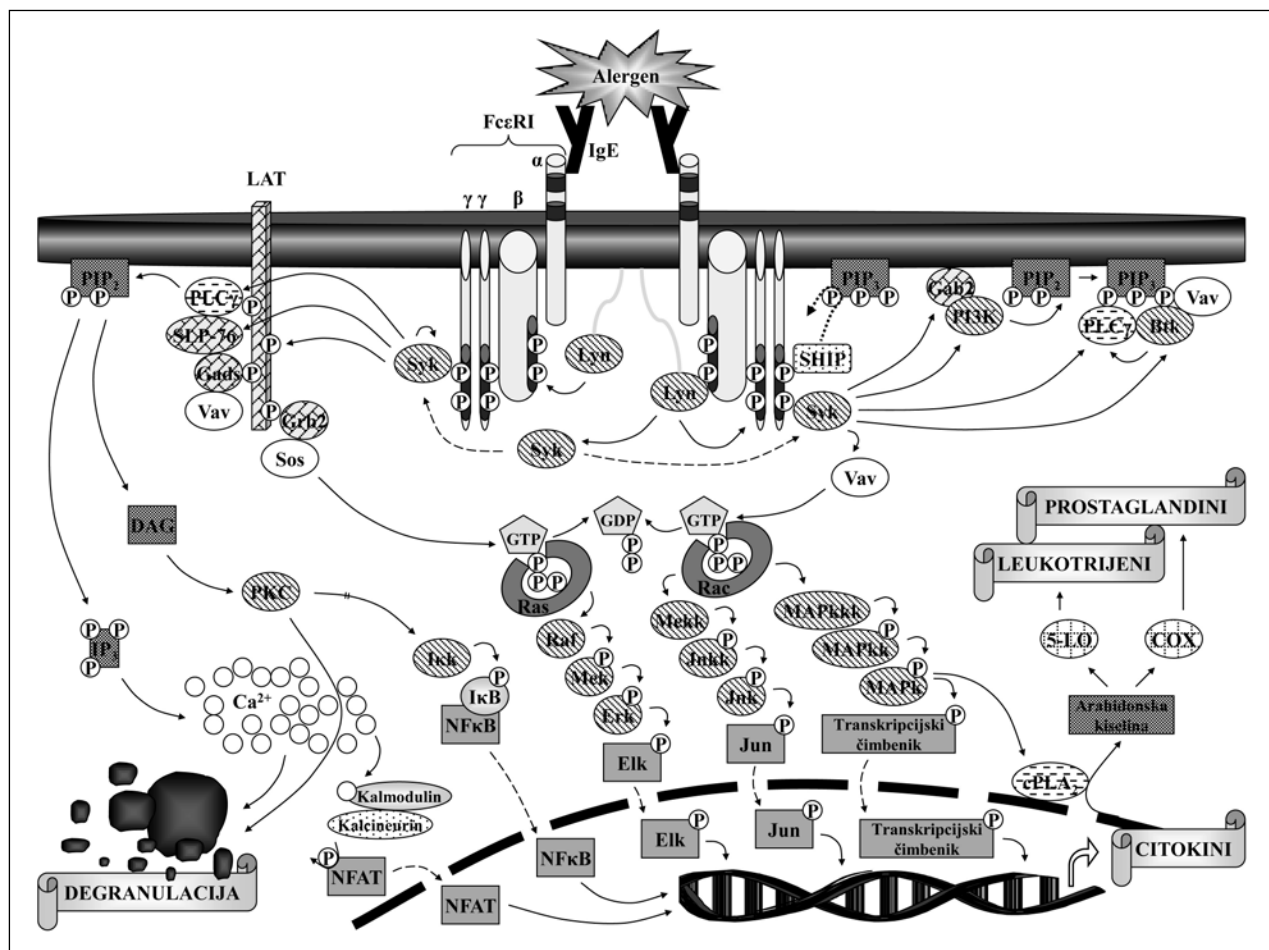 Alergen
FcεRI
IgE
α
LAT
γ γ
β
PIP2
P P
PLCγ
P
SLP-76
P
Gads
P
Vav
P
Grb2
Sos
Syk
P P
P P
P
P
Lyn
Syk
Lyn
P
P
P P
P P
PIP3
P P P
SHIP
Syk
Vav
Gab2
PI3K
PIP2
P P
PIP3
P P P
PLCγ
Btk
Vav
DAG
PKC
IP3
P P
P
Ca2+
GTP
P
P
P P
Ras
GDP
P
P
GTP
P
P
P P
Rac
Iκk
P
IκB
NFκB
Raf
P
Mek
P
Erk
P
Elk
Mekk
P
Jnkk
P
Jnk
P
Jun
MAPkkk
P
MAPkk
P
MAPk
P
Transkripcijski
čimbenik
PROSTAGLANDINI
LEUKOTRIJENI
5-LO
COX
Arahidonska
kiselina
cPLA2
Kalmodulin
Kalcineurin
P
NFAT
NFAT
NFκB
P
Elk
P
Jun
P
Transkripcijski
čimbenik
CITOKINI
DEGRANULACIJA